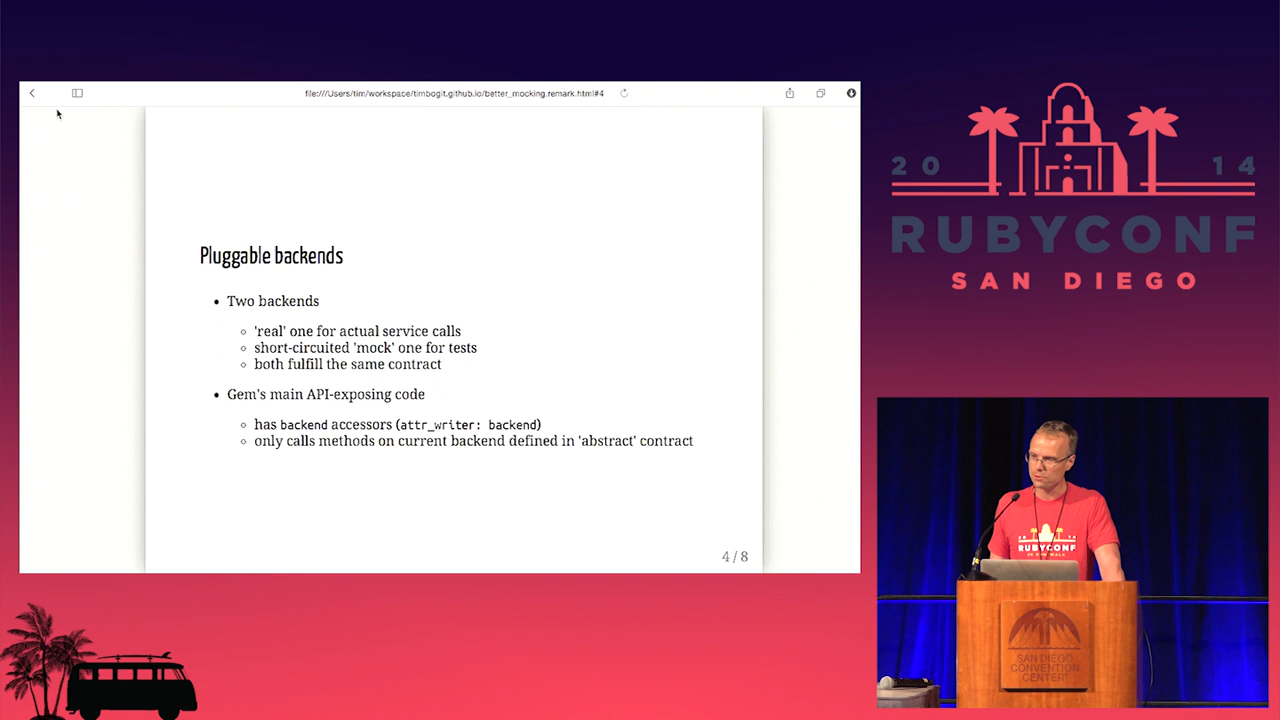 file:///Users/tim/workspace/timbogit.github.io/better_mocking.remark.html#4
Pluggable backends
Two backends
'real' one for actual service calls
short-circuited 'mock' one for tests
both fulfill the same contract
Gem's main API-exposing code
has backend accessors (attr_writer: backend)
only calls methods on current backend defined in 'abstract' contract
4 / 8
20 14
RUBYCONF
SAN DIEGO
20 14
RUBYCONF
SAN DIEGO
CONVENTION
CENTER